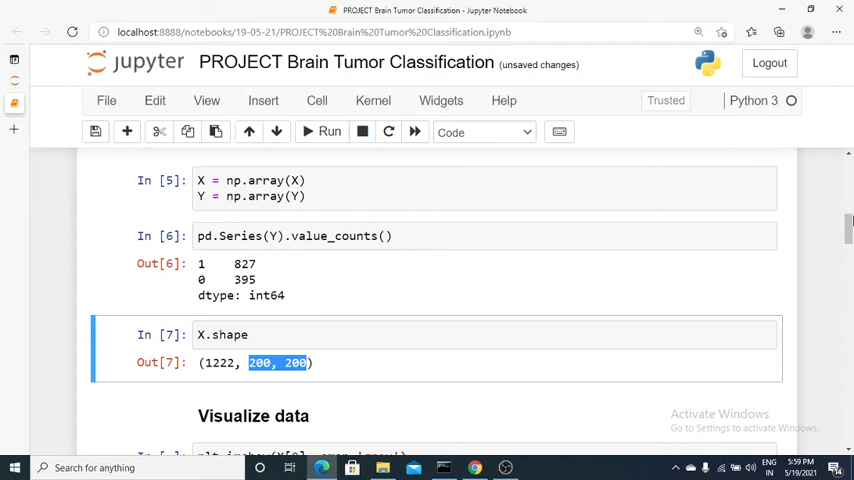 PROJECT Brain Tumor Classification - Jupyter Notebook
localhost:8888/notebooks/19-05-21/PROJECT%20Brain%20Tumor%20Classification.ipynb
jupyter PROJECT Brain Tumor Classification (unsaved changes) Logout
File Edit View Insert Cell Kernel Widgets Help Trusted Python 3
Run Code
In [5]: X = np.array(X)
Y = np.array(Y)
In [6]: pd.Series(Y).value_counts()
Out[6]: 1 827
0 395
dtype: int64
In [7]: X.shape
Out[7]: (1222, 200, 200)
Visualize data
Activate Windows
Go to Settings to activate Windows.
Search for anything
ENG 5:59 PM
IN 5/19/2021
14